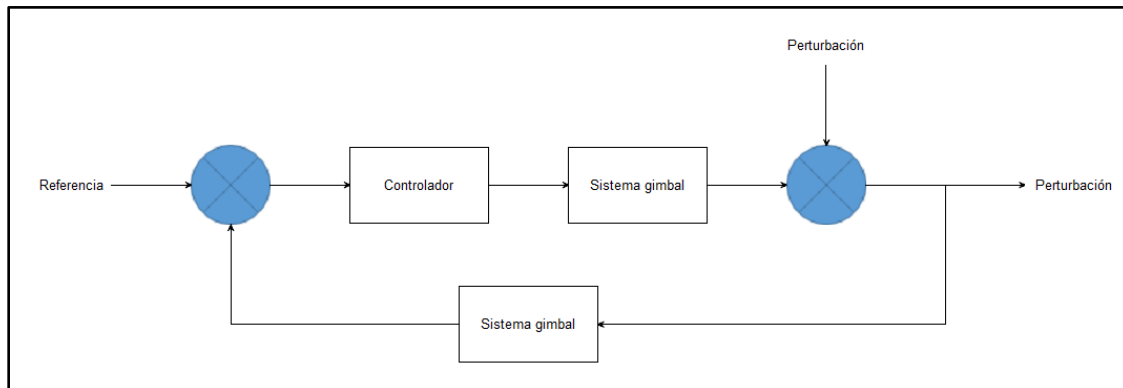 Perturbación
Referencia
Controlador
Sistema gimbal
Perturbación
Sistema gimbal